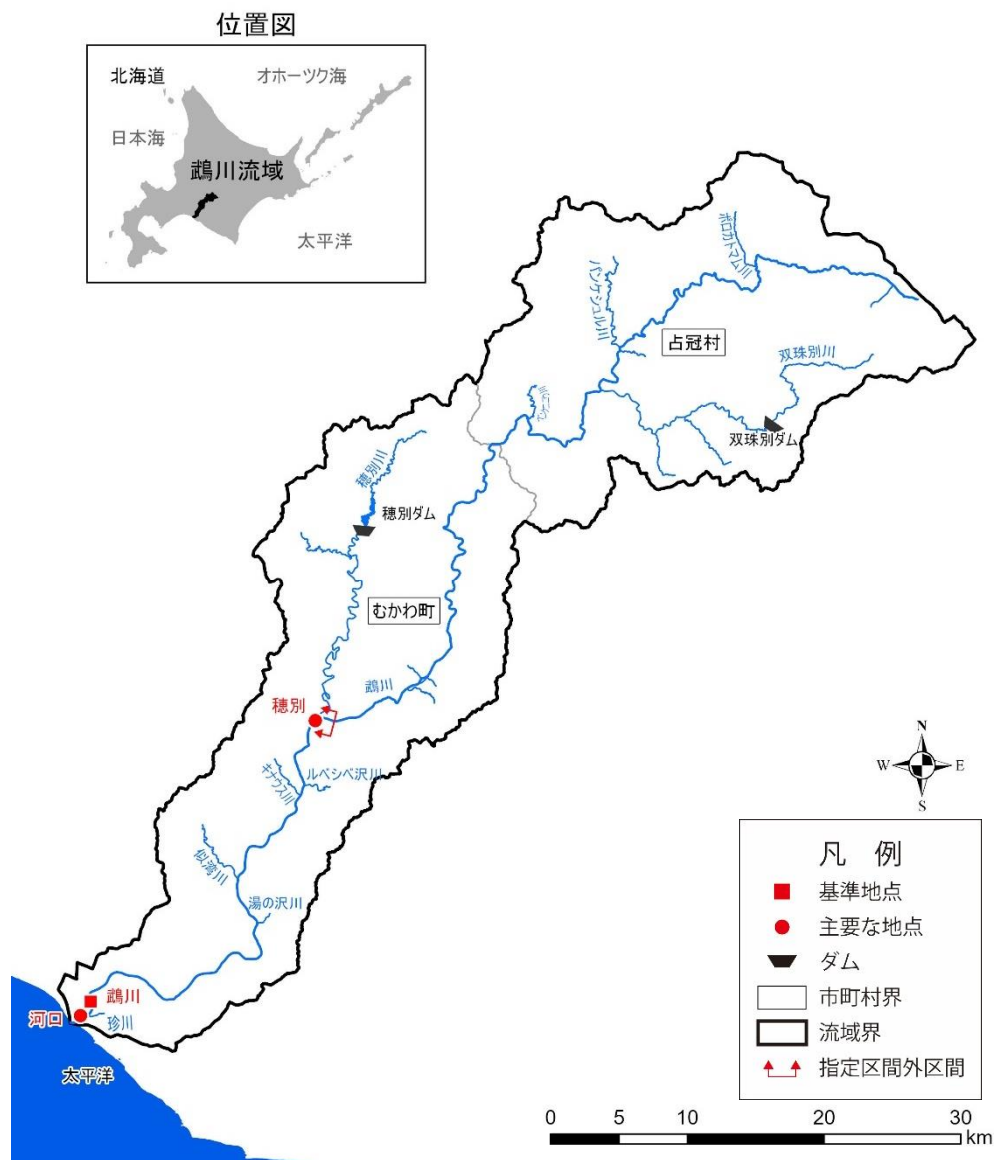 位置図
北海道
オホーツク海
日本海
鵡川流域
太平洋
ポロカトマム川
パンケシュル川
占冠村
双珠別川
双珠別ダム
ニニウ川
穂別川
穂別ダム
むかわ町
鵡川
穂別
キナウス川
ルベシベ沢川
似湾川
湯の沢川
鵡川
河口
珍川
太平洋
N
W
E
S
凡 例
基準地点
主要な地点
ダム
市町村界
流域界
指定区間外区間
0 5 10 20 30
km